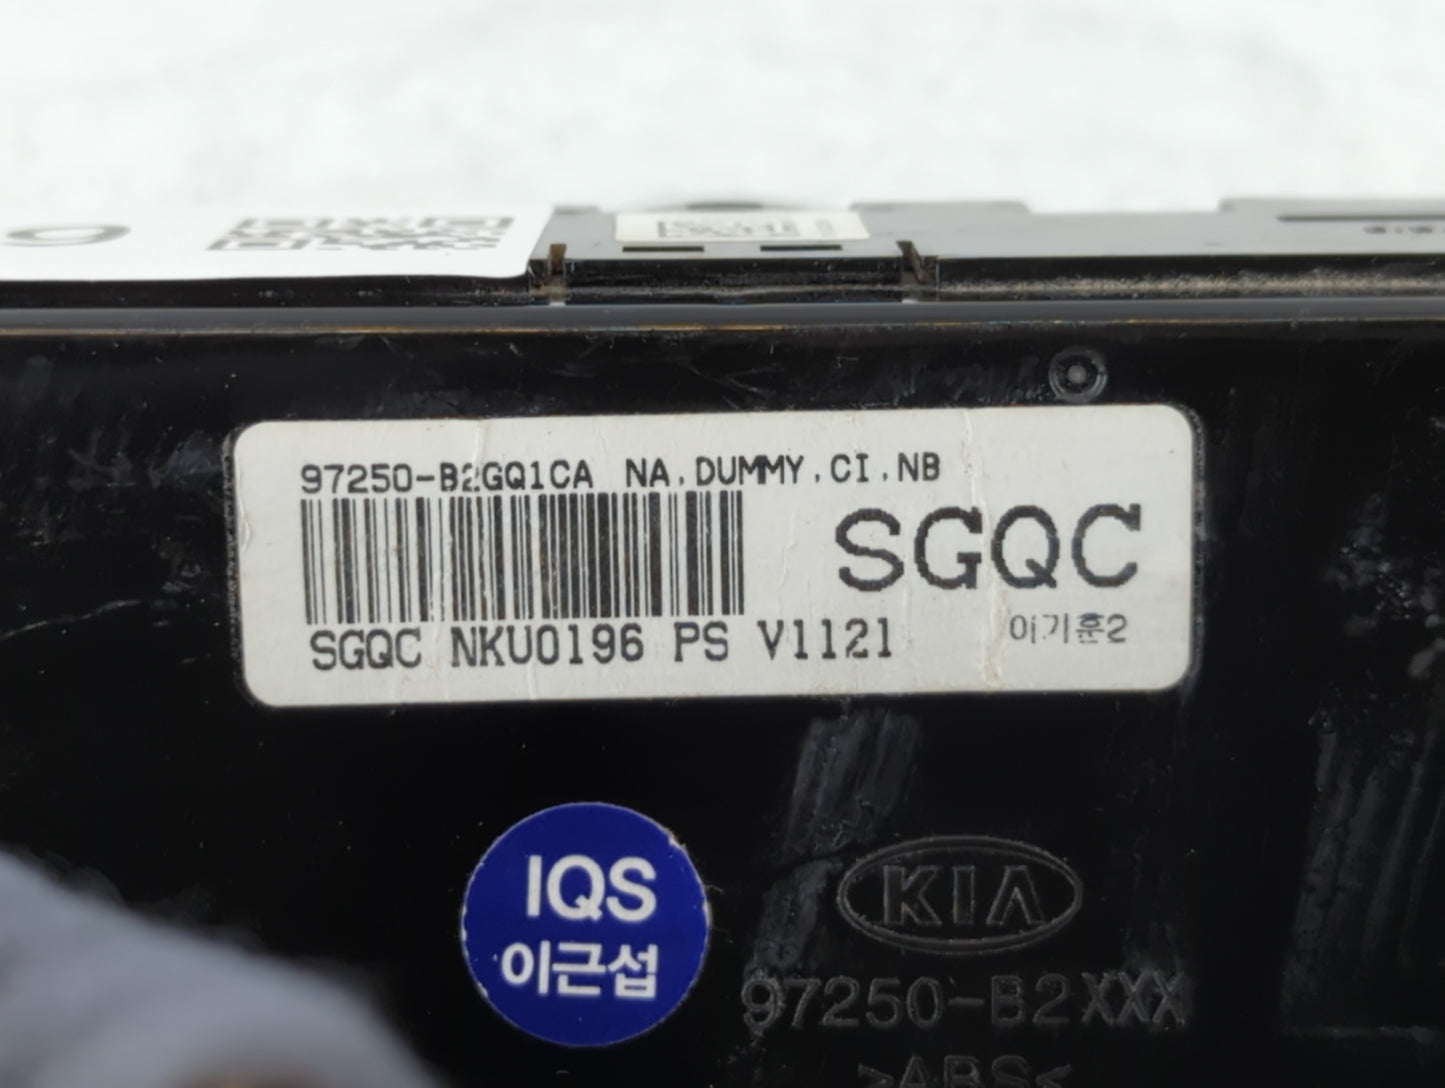 97250-B2GQ1CA NA.DUMMY.CI.NB
SGQC
SGQC NKU0196 PS V1121
이기훈2
IQS
이근섭
KIA
97250-B2XXX
>ABS<